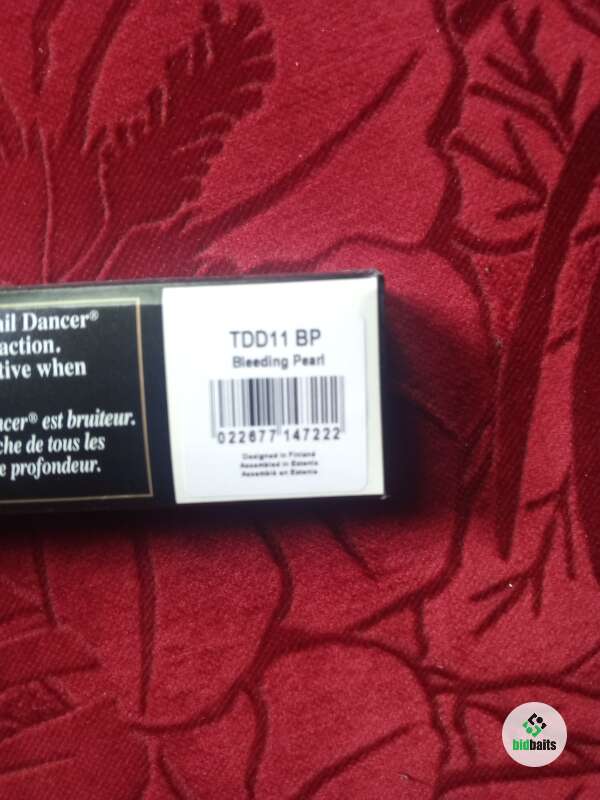 ail Dancer®
action.
tive when
cer® est bruiteur.
che de tous les
e profondeur.
TDD11 BP
Bleeding Pearl
022677 147222
Designed in Finland
Assembled in Estonia
Assemblé en Estonie
bidbaits